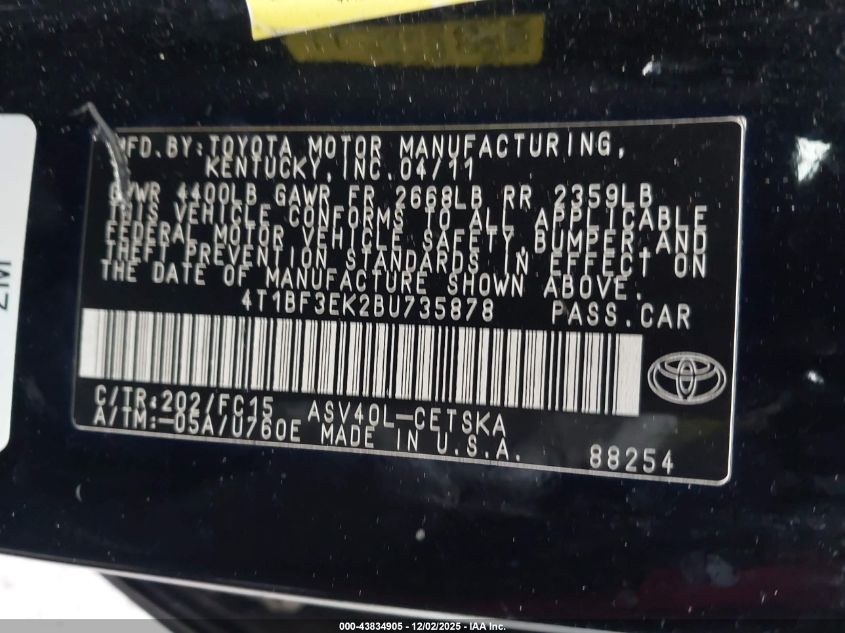 MFD.BY:TOYOTA MOTOR MANUFACTURING,
KENTUCKY, INC. 04/11
GVWR 4400LB GAWR FR 2668LB RR 2359LB
THIS VEHICLE CONFORMS TO ALL APPLICABLE
FEDERAL MOTOR VEHICLE SAFETY, BUMPER AND
THEFT PREVENTION STANDARDS IN EFFECT ON
THE DATE OF MANUFACTURE SHOWN ABOVE.
4T1BF3EK2BU735878 PASS.CAR
C/TR:202/FC15 ASV40L-CETSKA
A/TM:-05A/U760E MADE IN U.S.A.
88254
000-43834905 - 12/02/2025 - IAA Inc.